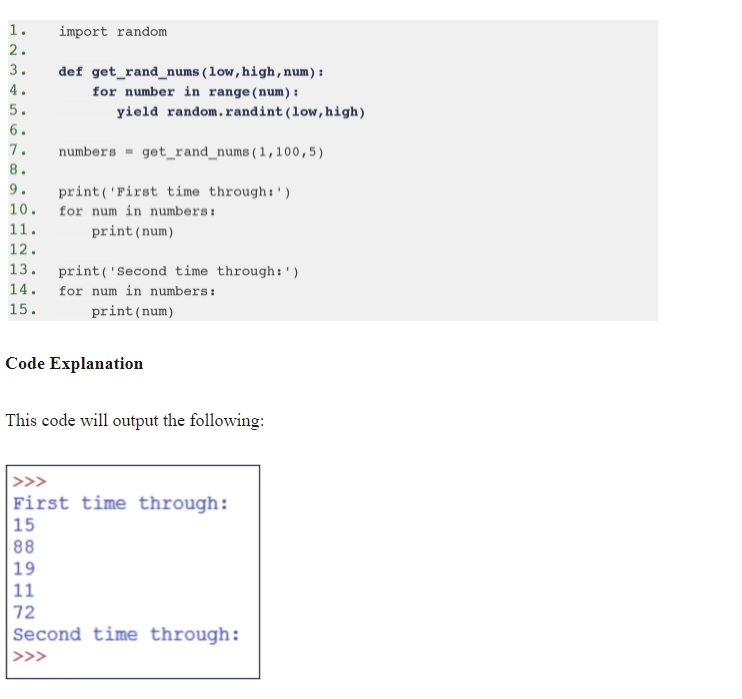 1. import random
2.
3. def get_rand_nums(low,high,num):
4.     for number in range(num):
5.        yield random.randint(low,high)
6.
7. numbers = get_rand_nums(1,100,5)
8.
9. print('First time through:')
10. for num in numbers:
11.     print(num)
12.
13. print('Second time through:')
14. for num in numbers:
15.     print(num)
Code Explanation
This code will output the following:
>>>
First time through:
15
88
19
11
72
Second time through:
>>>